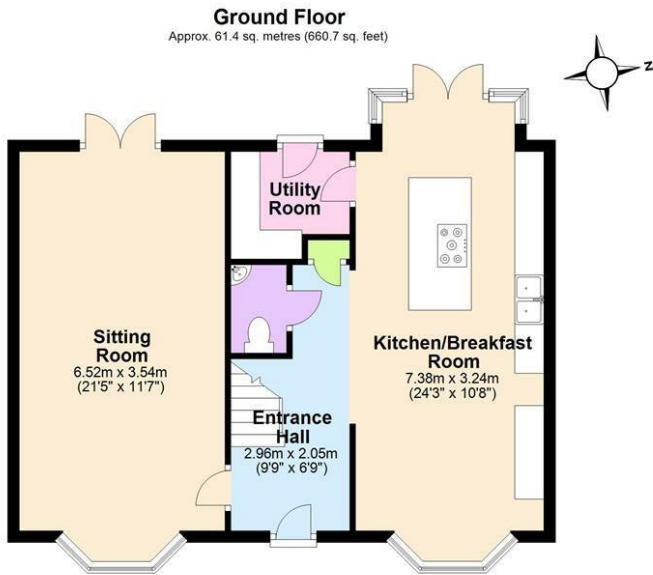 Ground Floor
Approx. 61.4 sq. metres (660.7 sq. feet)
N
Utility
Room
Sitting
Room
6.52m x 3.54m
(21'5" x 11'7")
Kitchen/Breakfast
Room
7.38m x 3.24m
(24'3" x 10'8")
Entrance
Hall
2.96m x 2.05m
(9'9" x 6'9")